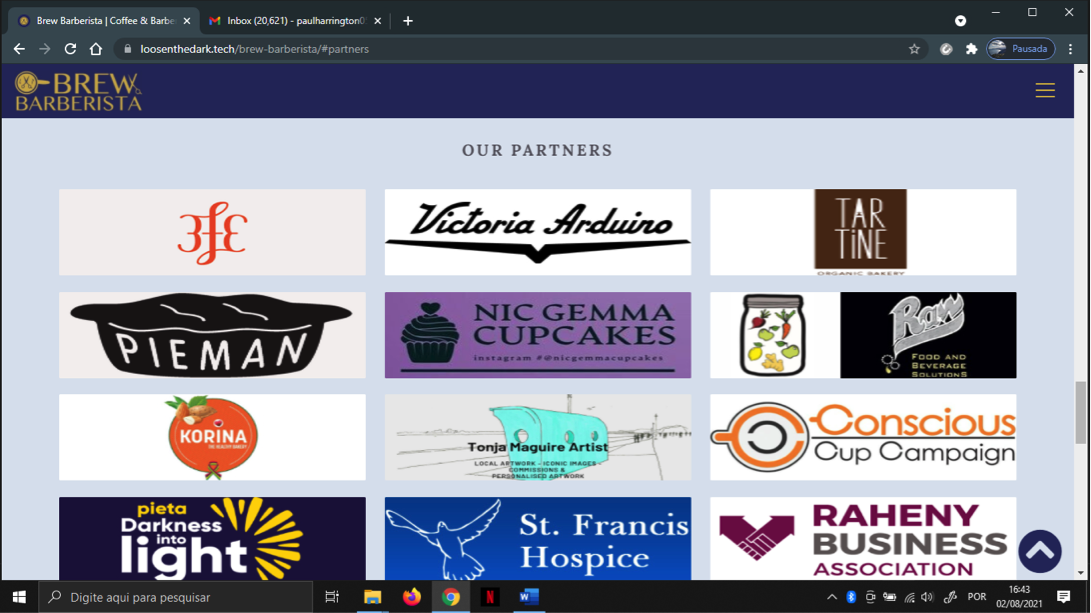 Brew Barberista | Coffee & Barbe
Inbox (20,621) - paulharrington0
loosenthedark.tech/brew-barberista/#partners
Pausada
BREW
BARBERISTA
OUR PARTNERS
3fe
Victoria Arduino
TAR
TINE
ORGANIC BAKERY
PIEMAN
NIC GEMMA
CUPCAKES
instagram #@nicgemmacupcakes
Raw
FOOD AND
BEVERAGE
SOLUTIONS
KORINA
THE HEALTHY BAKERY
Tonja Maguire Artist
LOCAL ARTWORK - ICONIC IMAGES -
COMMISSIONS &
PERSONALISED ARTWORK
Conscious
Cup Campaign
pieta
Darkness
into
light
St. Francis
Hospice
RAHENY
BUSINESS
ASSOCIATION
Digite aqui para pesquisar
POR
16:43
02/08/2021